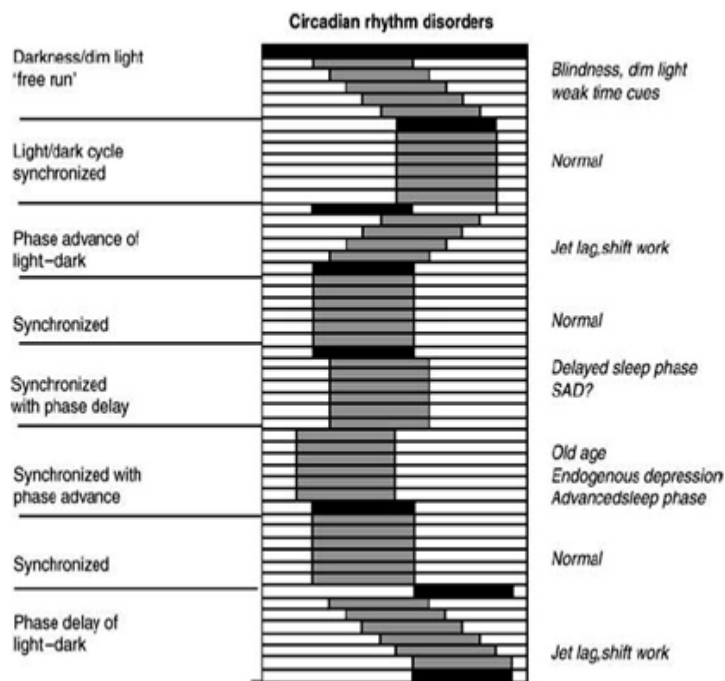 Circadian rhythm disorders
Darkness/dim light
'free run'
Blindness, dim light
weak time cues
Light/dark cycle
synchronized
Normal
Phase advance of
light–dark
Jet lag,shift work
Synchronized
Normal
Synchronized
with phase delay
Delayed sleep phase
SAD?
Synchronized with
phase advance
Old age
Endogenous depression
Advancedsleep phase
Synchronized
Normal
Phase delay of
light–dark
Jet lag,shift work